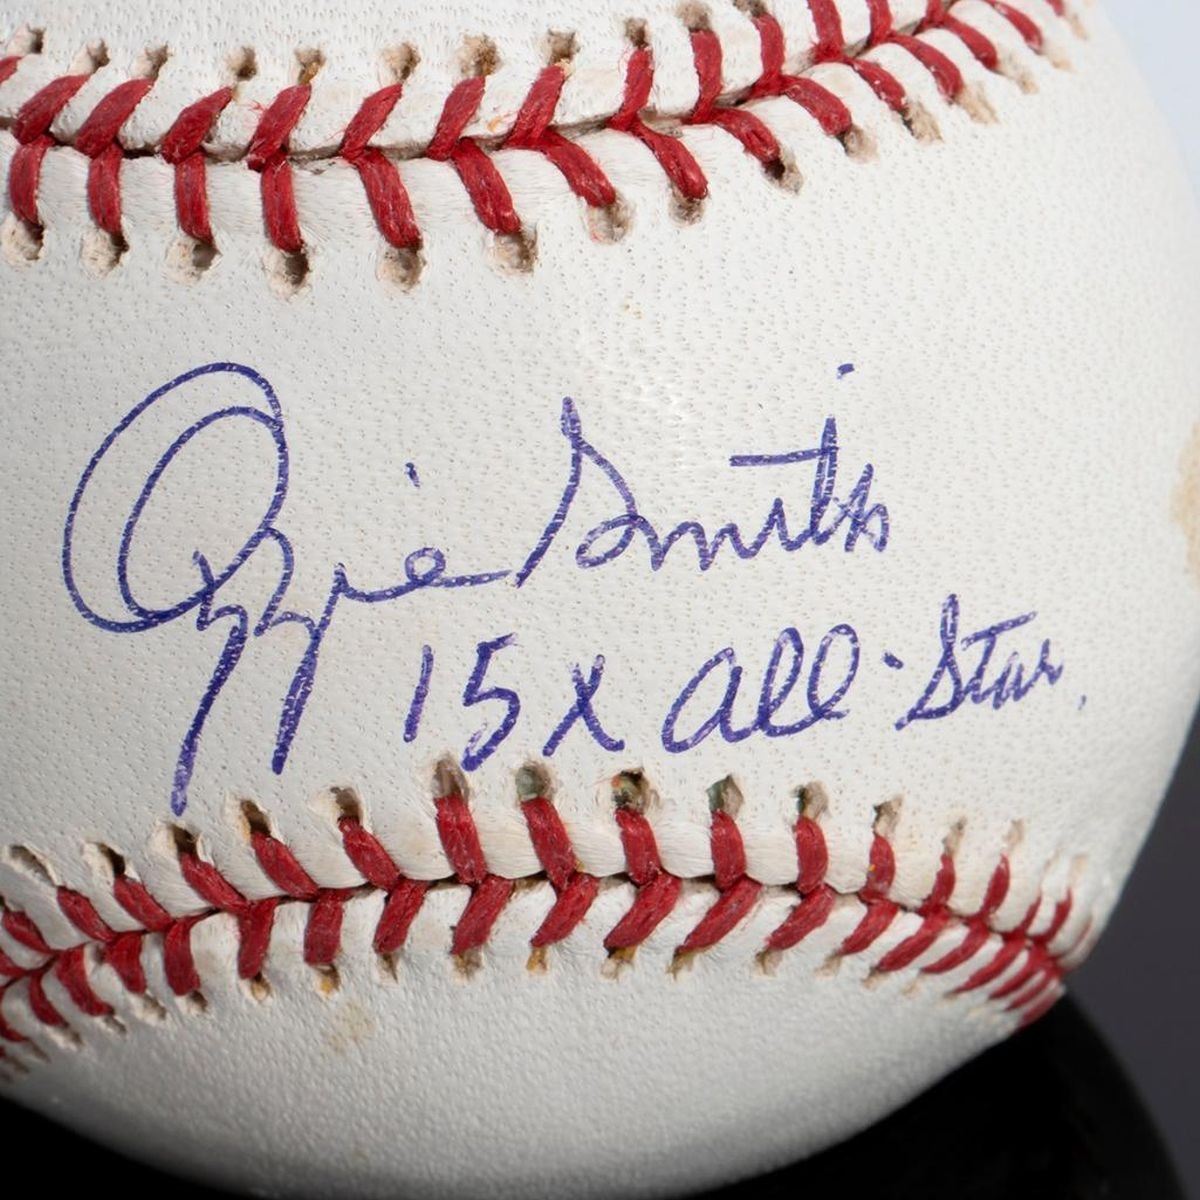 Ozzie Smith
15x All-Star.